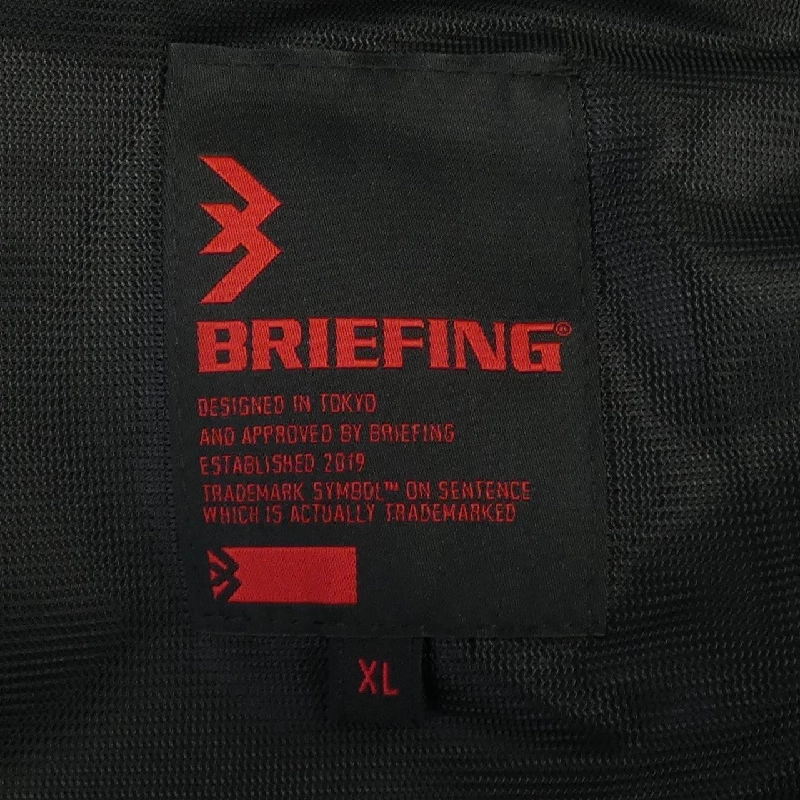 BRIEFING®
DESIGNED IN TOKYO
AND APPROVED BY BRIEFING
ESTABLISHED 2019
TRADEMARK SYMBOL™ ON SENTENCE
WHICH IS ACTUALLY TRADEMARKED
XL